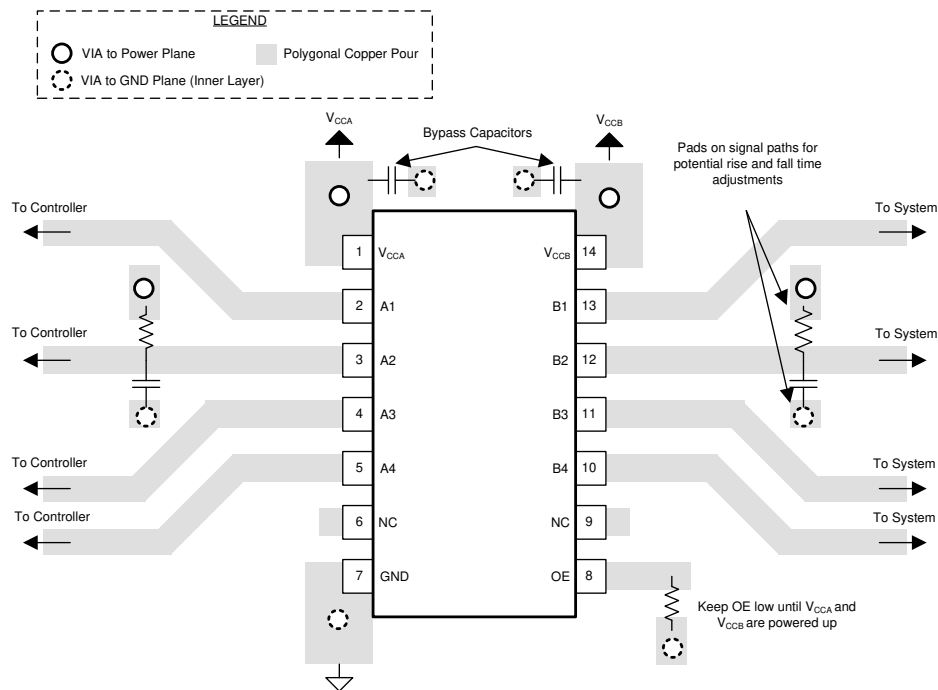 LEGEND
VIA to Power Plane
Polygonal Copper Pour
VIA to GND Plane (Inner Layer)
VCCA
Bypass Capacitors
VCCB
Pads on signal paths for
potential rise and fall time
adjustments
To Controller
To System
1 VCCA
VCCB 14
2 A1
B1 13
To Controller
To System
3 A2
B2 12
4 A3
B3 11
To Controller
To System
5 A4
B4 10
To Controller
To System
6 NC
NC 9
7 GND
OE 8
Keep OE low until VCCA and
VCCB are powered up